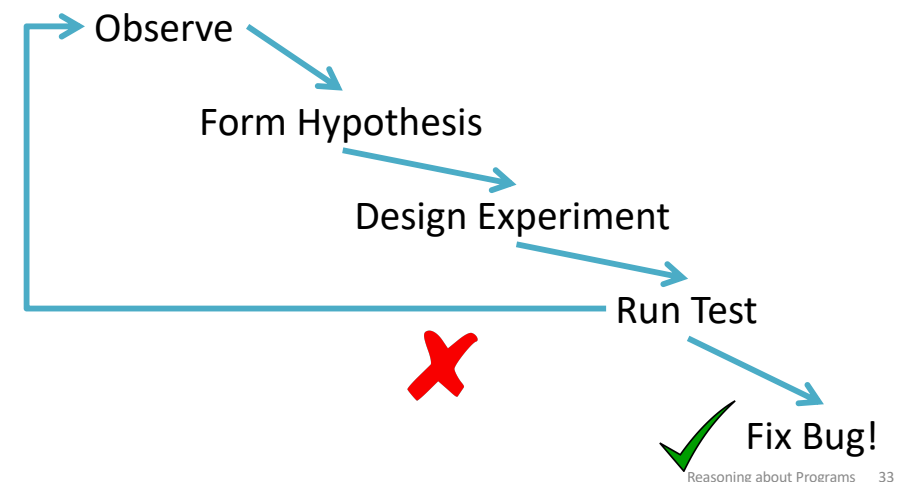 Observe
Form Hypothesis
Design Experiment
Run Test
Fix Bug!
Reasoning about Programs 33